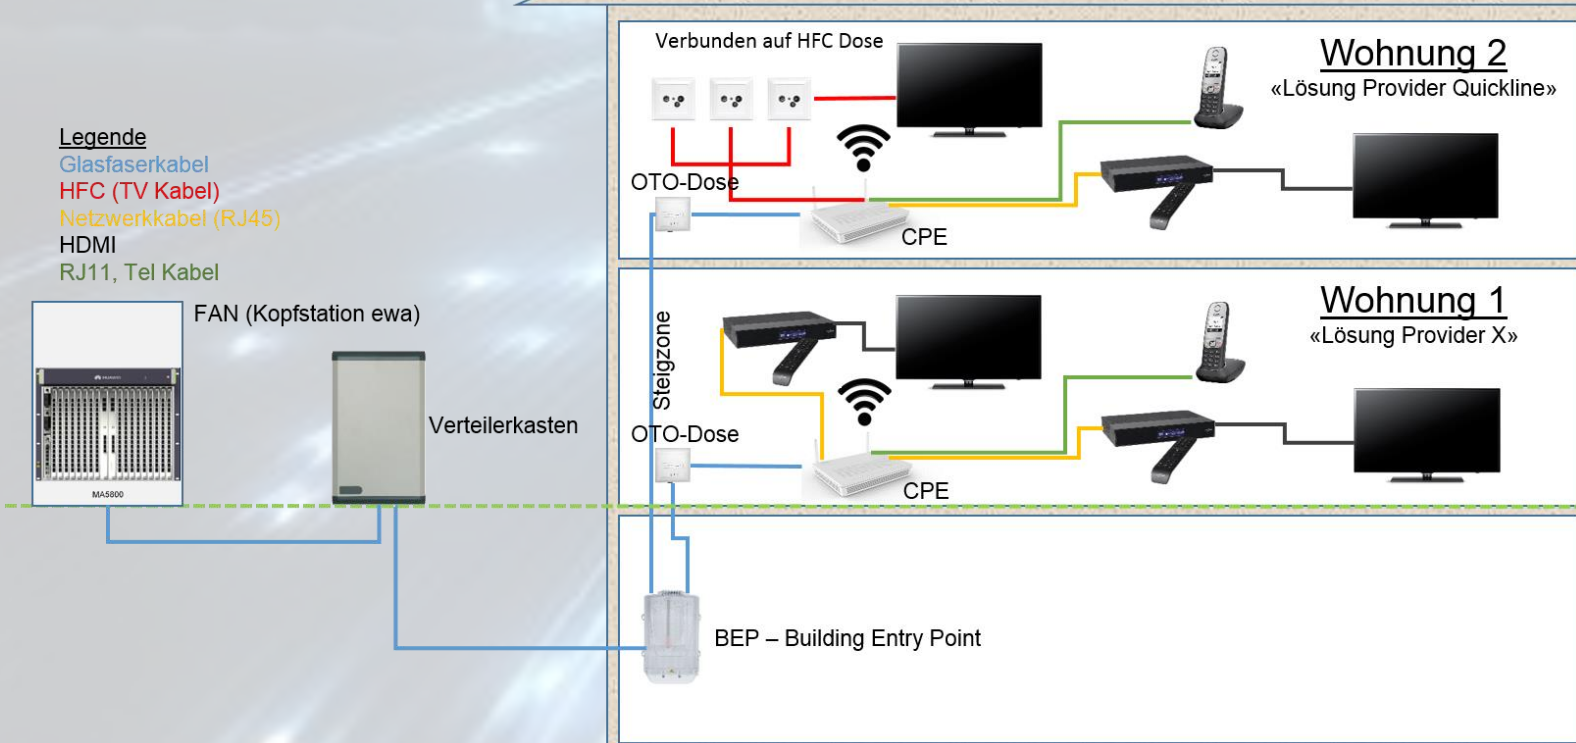 Legende
Glasfaserkabel
HFC (TV Kabel)
Netzwerkkabel (RJ45)
HDMI
RJ11, Tel Kabel
FAN (Kopfstation ewa)
MA5800
Verteilerkasten
Verbunden auf HFC Dose
Wohnung 2
«Lösung Provider Quickline»
OTO-Dose
CPE
Wohnung 1
«Lösung Provider X»
Steigzone
OTO-Dose
CPE
BEP – Building Entry Point